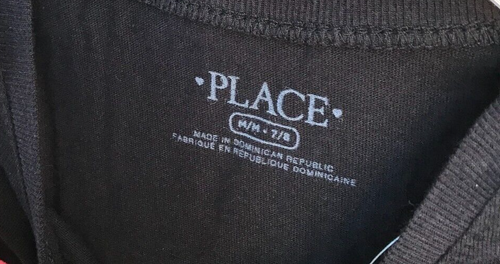 ♥PLACE♥
M/M • 7/8
MADE IN DOMINICAN REPUBLIC
FABRIQUÉ EN RÉPUBLIQUE DOMINICAINE